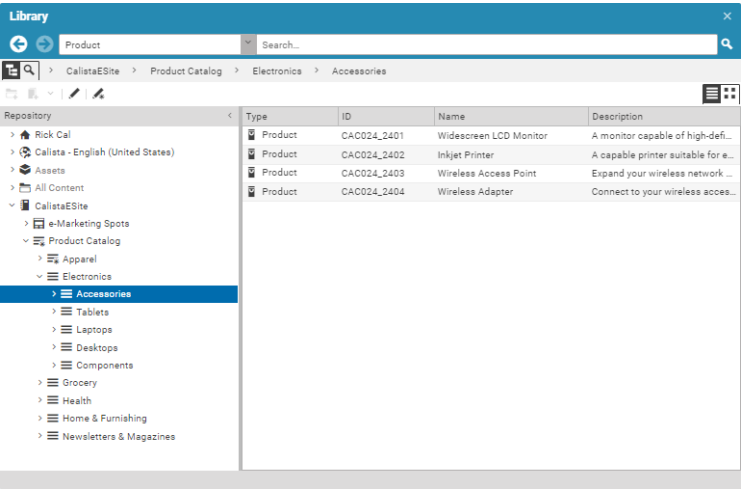 Library
Product
Search...
CalistaESite > Product Catalog > Electronics > Accessories
Repository
Rick Cal
Calista - English (United States)
Assets
All Content
CalistaESite
e-Marketing Spots
Product Catalog
Apparel
Electronics
Accessories
Tablets
Laptops
Desktops
Components
Grocery
Health
Home & Furnishing
Newsletters & Magazines
Type ID Name Description
Product CAC024_2401 Widescreen LCD Monitor A monitor capable of high-defi...
Product CAC024_2402 Inkjet Printer A capable printer suitable for e...
Product CAC024_2403 Wireless Access Point Expand your wireless network ...
Product CAC024_2404 Wireless Adapter Connect to your wireless acces...